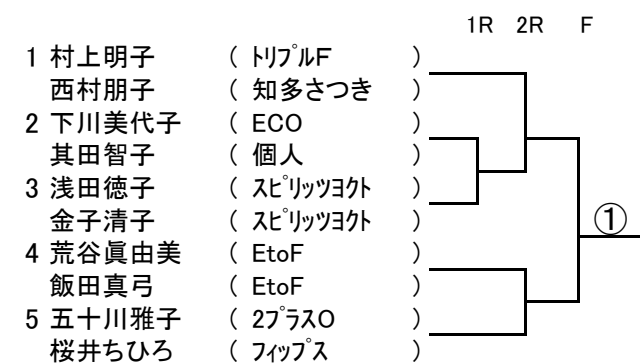 1R 2R F
1 村上明子 ( トリプルF )
西村朋子 ( 知多さつき )
2 下川美代子 ( ECO )
其田智子 ( 個人 )
3 浅田徳子 ( スピリッツヨクト )
金子清子 ( スピリッツヨクト )
①
4 荒谷眞由美 ( EtoF )
飯田真弓 ( EtoF )
5 五十川雅子 ( 2プラスO )
桜井ちひろ ( フィップス )